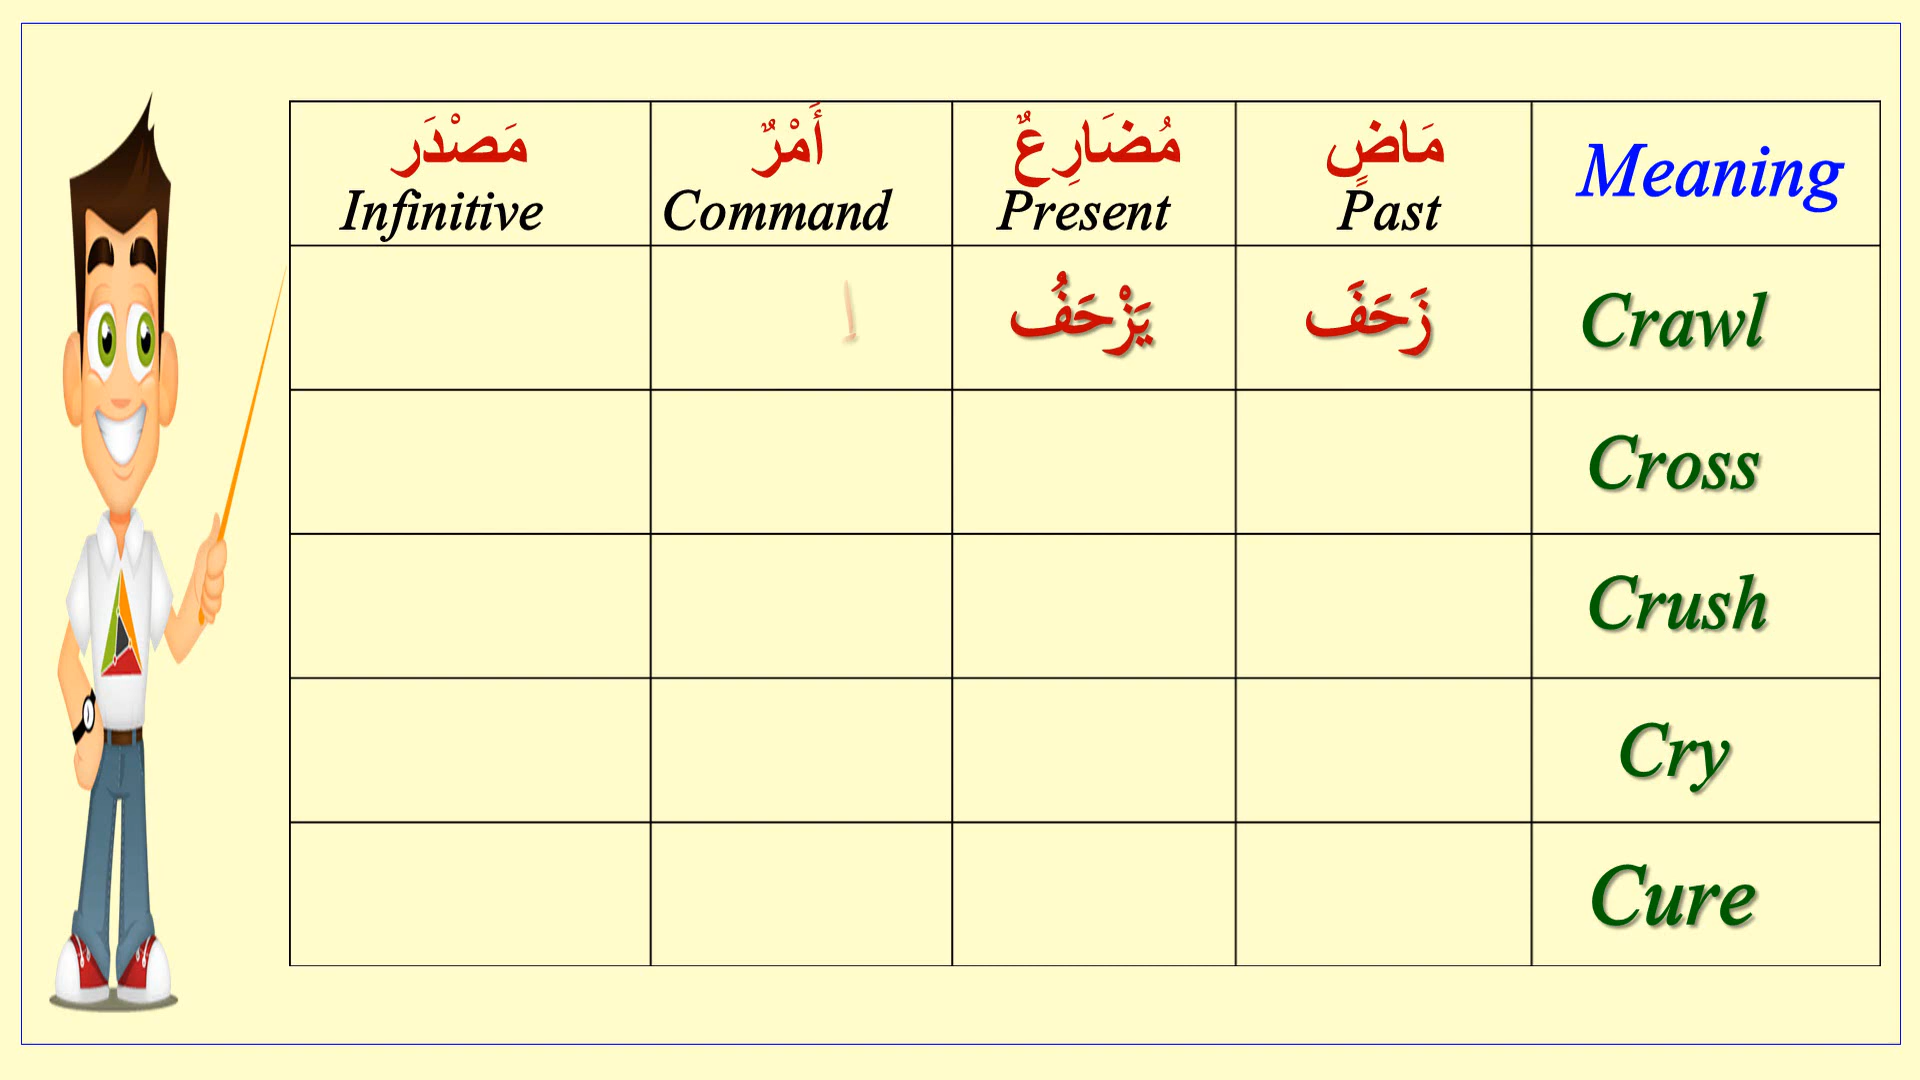 مَصْدَر أَمْرٌ مُضَارِعٌ مَاضٍ Meaning
Infinitive Command Present Past
إ يَزْحَفُ زَحَفَ Crawl
Cross
Crush
Cry
Cure